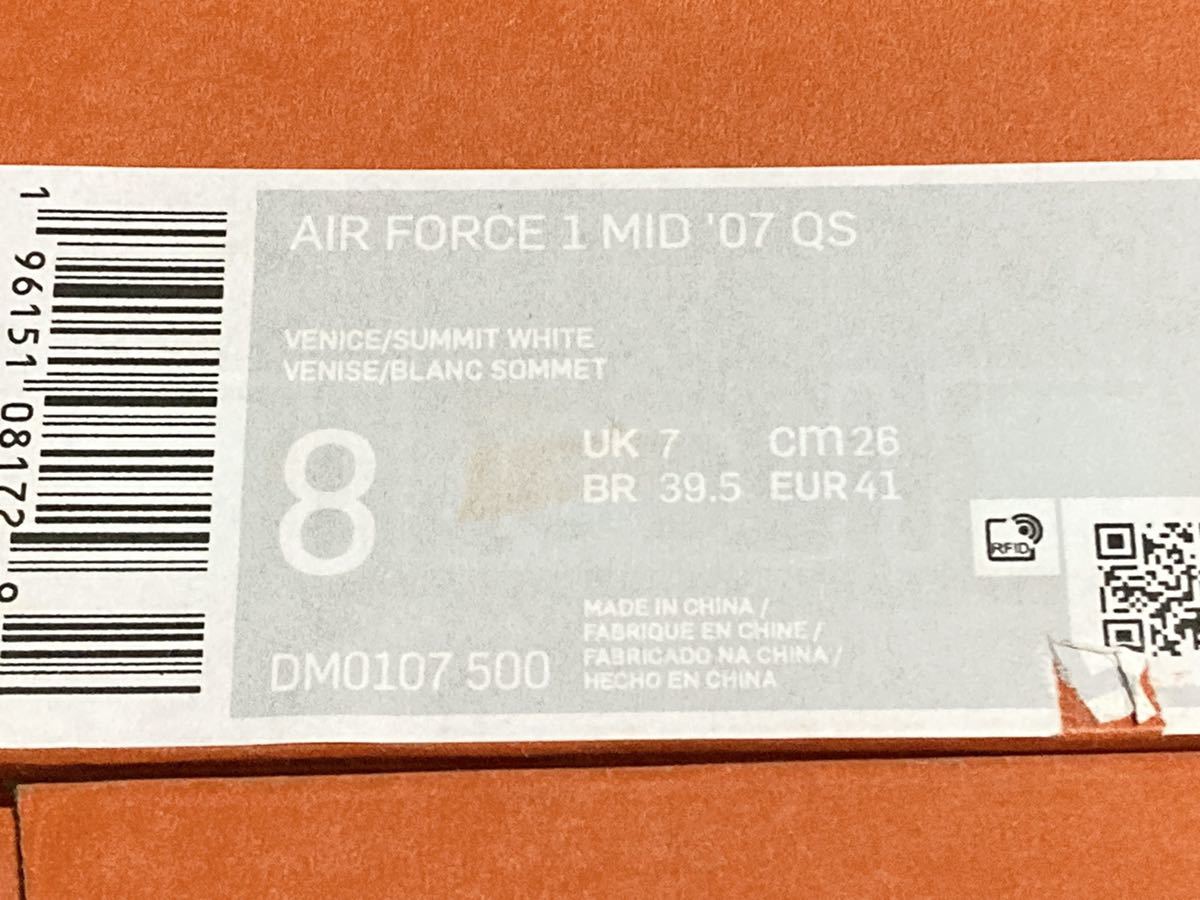 1 96151 08172 9
AIR FORCE 1 MID '07 QS
VENICE/SUMMIT WHITE
VENISE/BLANC SOMMET
8
UK 7 cm 26
BR 39.5 EUR 41
RFID
DM0107 500
MADE IN CHINA /
FABRIQUE EN CHINE /
FABRICADO NA CHINA /
HECHO EN CHINA